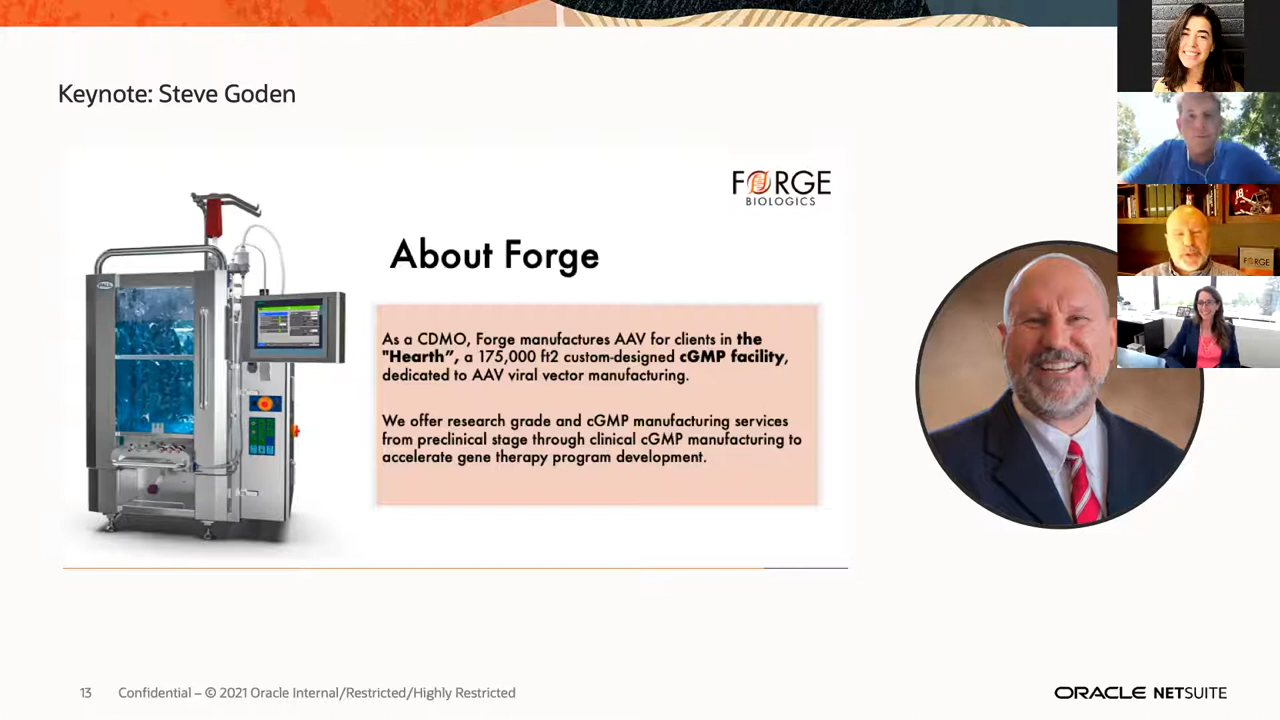 Keynote: Steve Goden
FORGE
BIOLOGICS
About Forge
As a CDMO, Forge manufactures AAV for clients in the
"Hearth”, a 175,000 ft2 custom-designed cGMP facility,
dedicated to AAV viral vector manufacturing.
We offer research grade and cGMP manufacturing services
from preclinical stage through clinical cGMP manufacturing to
accelerate gene therapy program development.
PALL
FORGE
13 Confidential – © 2021 Oracle Internal/Restricted/Highly Restricted
ORACLE NETSUITE